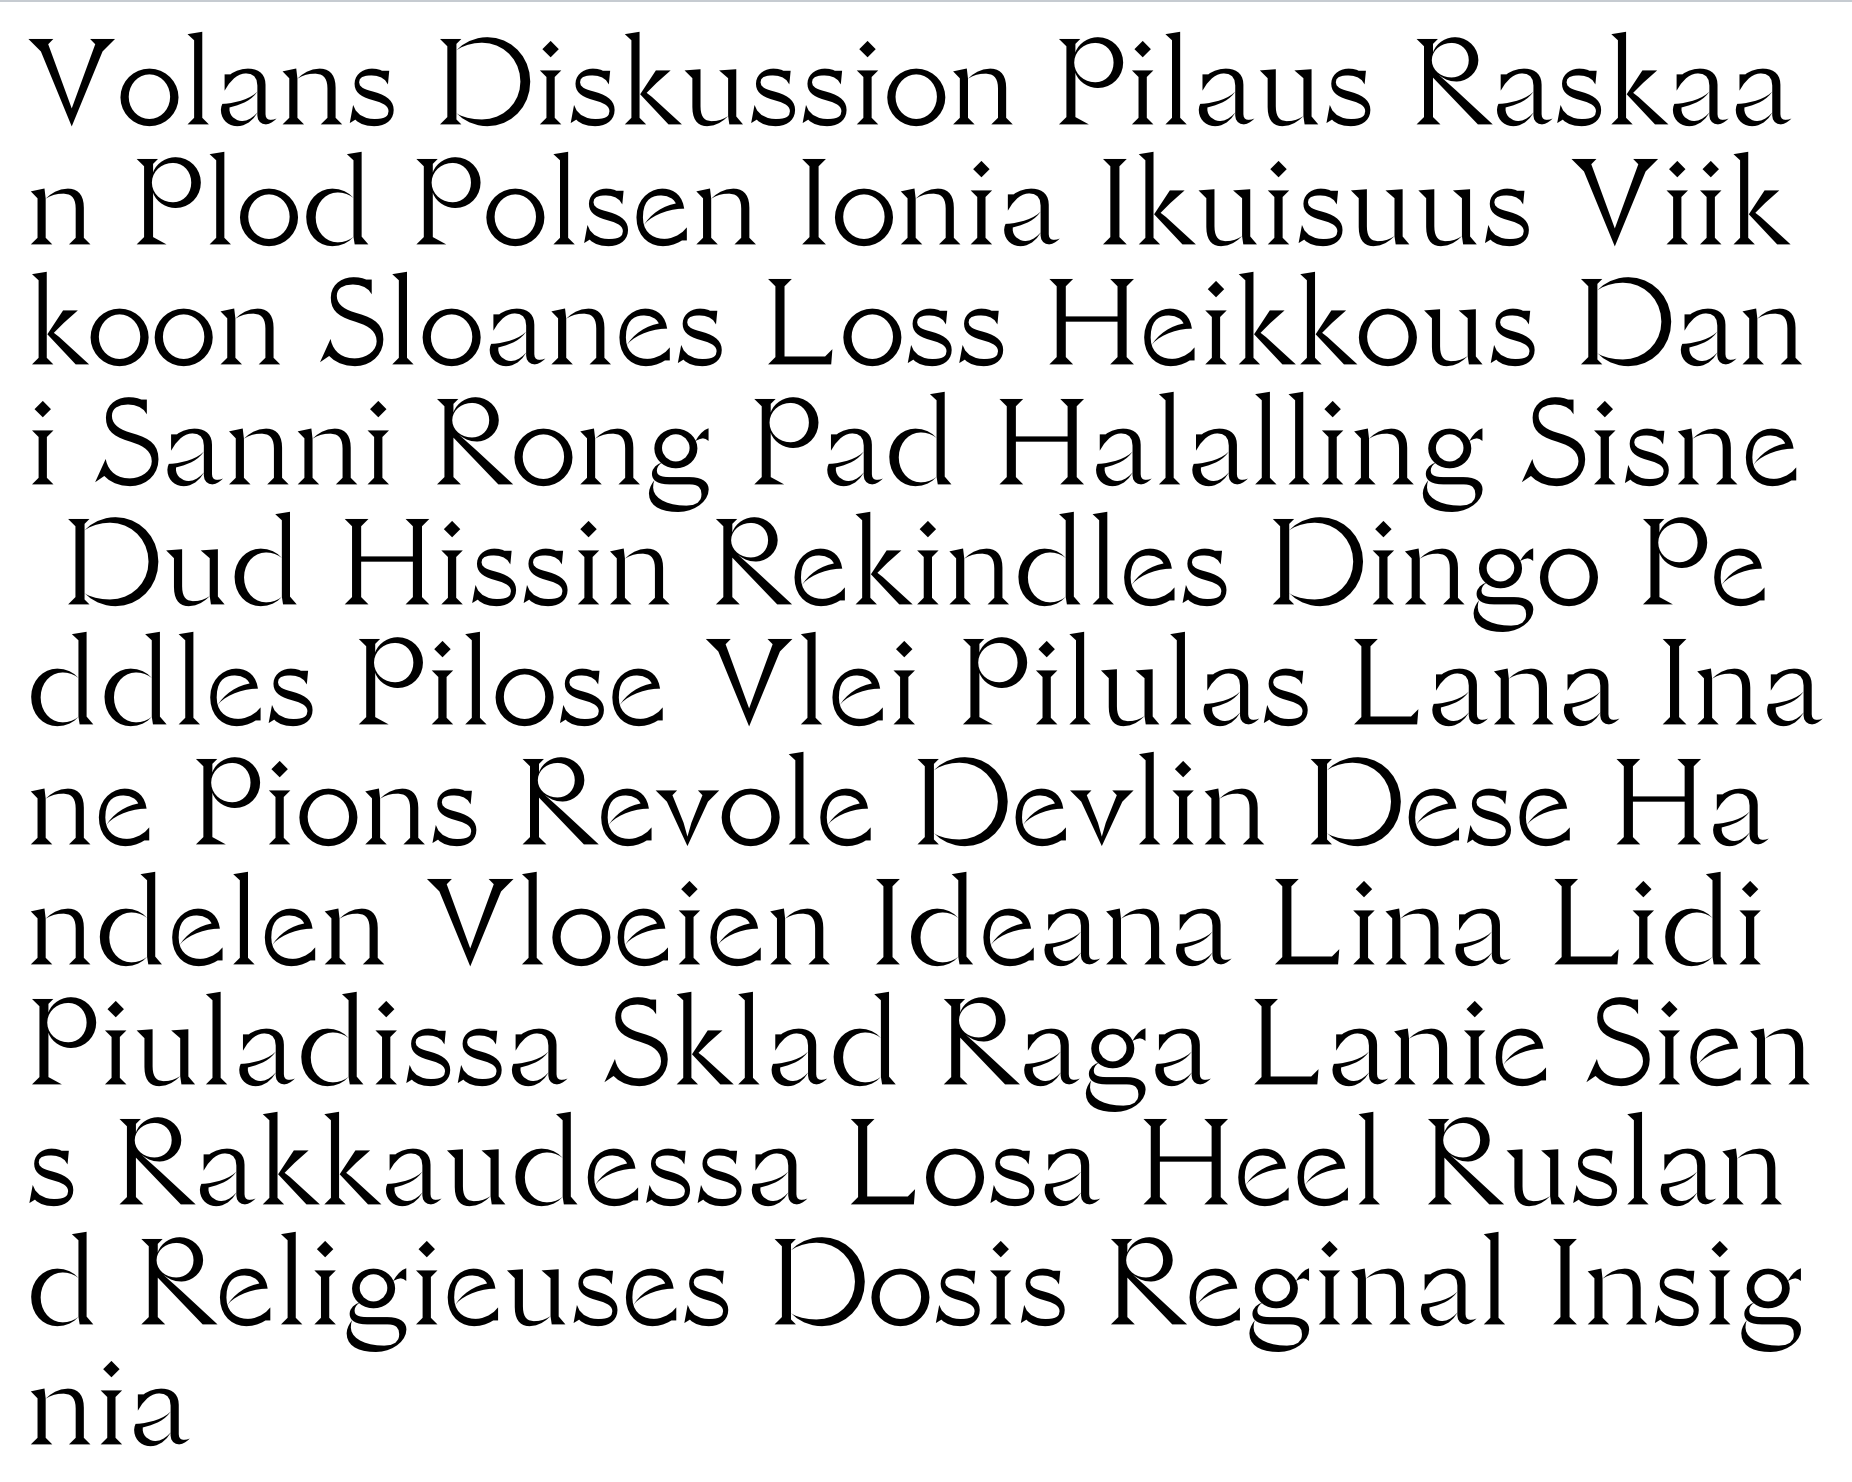 Volans Diskussion Pilaus Raskaa
n Plod Polsen Ionia Ikuisuus Viik
koon Sloanes Loss Heikkous Dan
i Sanni Rong Pad Halalling Sisne
Dud Hissin Rekindles Dingo Pe
ddles Pilose Vlei Pilulas Lana Ina
ne Pions Revole Devlin Dese Ha
ndelen Vloeien Ideana Lina Lidi
Piuladissa Sklad Raga Lanie Sien
s Rakkaudessa Losa Heel Ruslan
d Religieuses Dosis Reginal Insig
nia